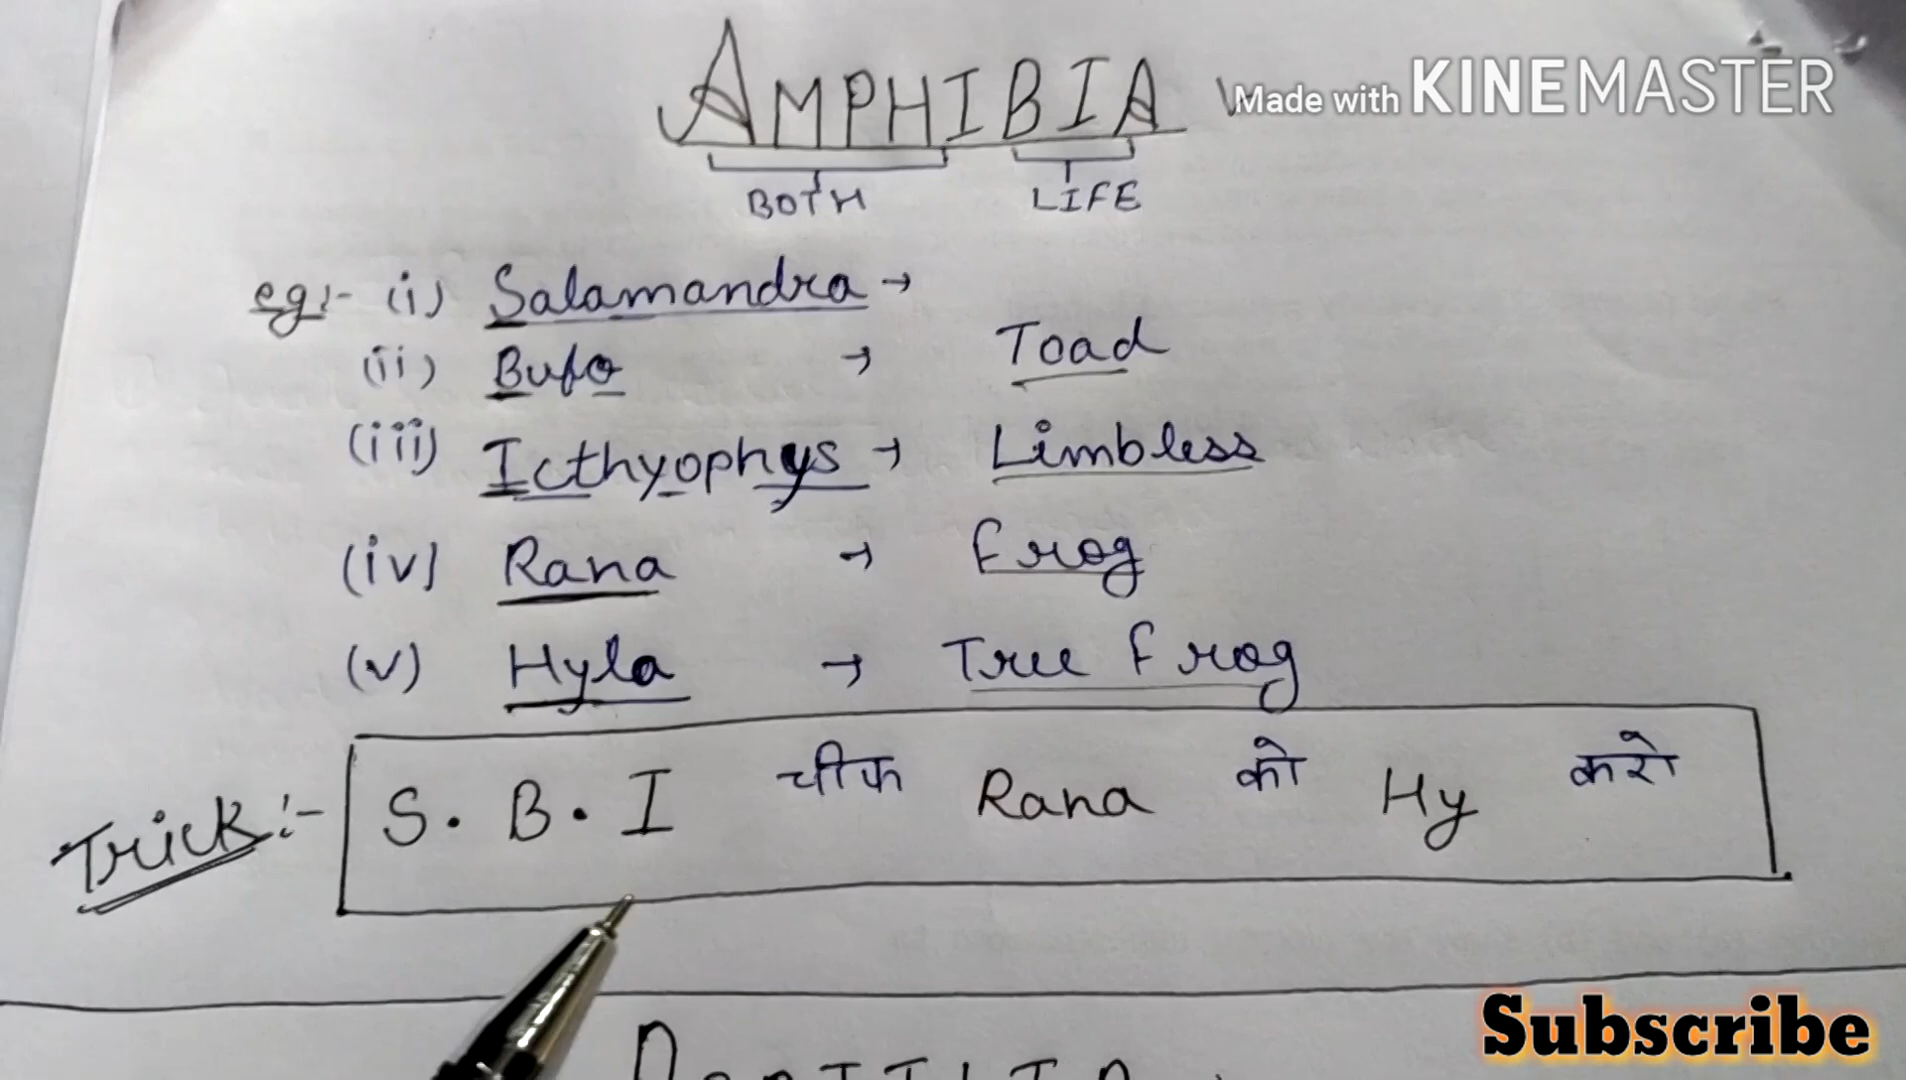 AMPHIBIA
Made with KINEMASTER
BOTH LIFE
eg:- (i) Salamandra →
(ii) Bufo → Toad
(iii) Icthyophys → Limbless
(iv) Rana → Frog
(v) Hyla → Tree Frog
Trick:- S. B. I चीफ Rana को Hy करो
Subscribe